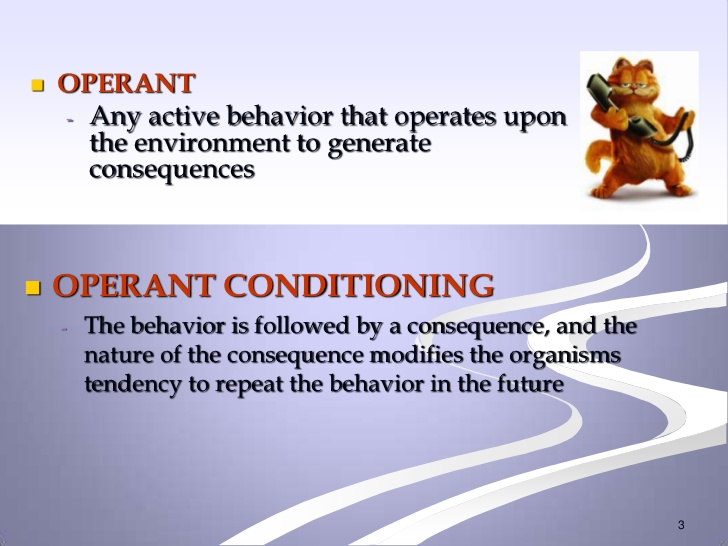 OPERANT
- Any active behavior that operates upon
the environment to generate
consequences
OPERANT CONDITIONING
- The behavior is followed by a consequence, and the
nature of the consequence modifies the organisms
tendency to repeat the behavior in the future
3